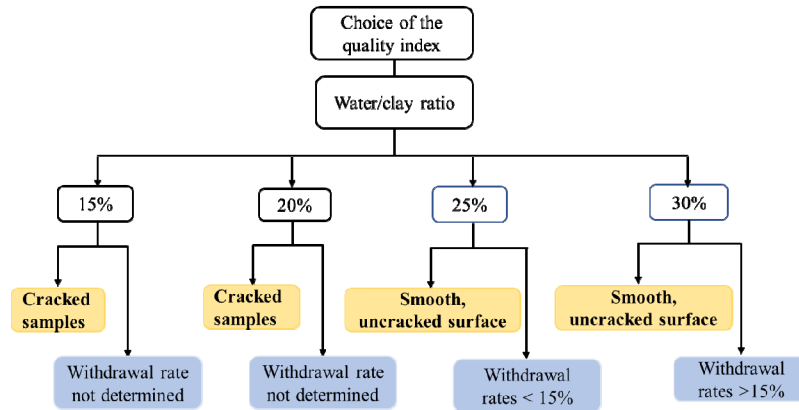 Choice of the
quality index
Water/clay ratio
15%
20%
25%
30%
Cracked
samples
Cracked
samples
Smooth,
uncracked surface
Smooth,
uncracked surface
Withdrawal rate
not determined
Withdrawal rate
not determined
Withdrawal
rates < 15%
Withdrawal
rates >15%